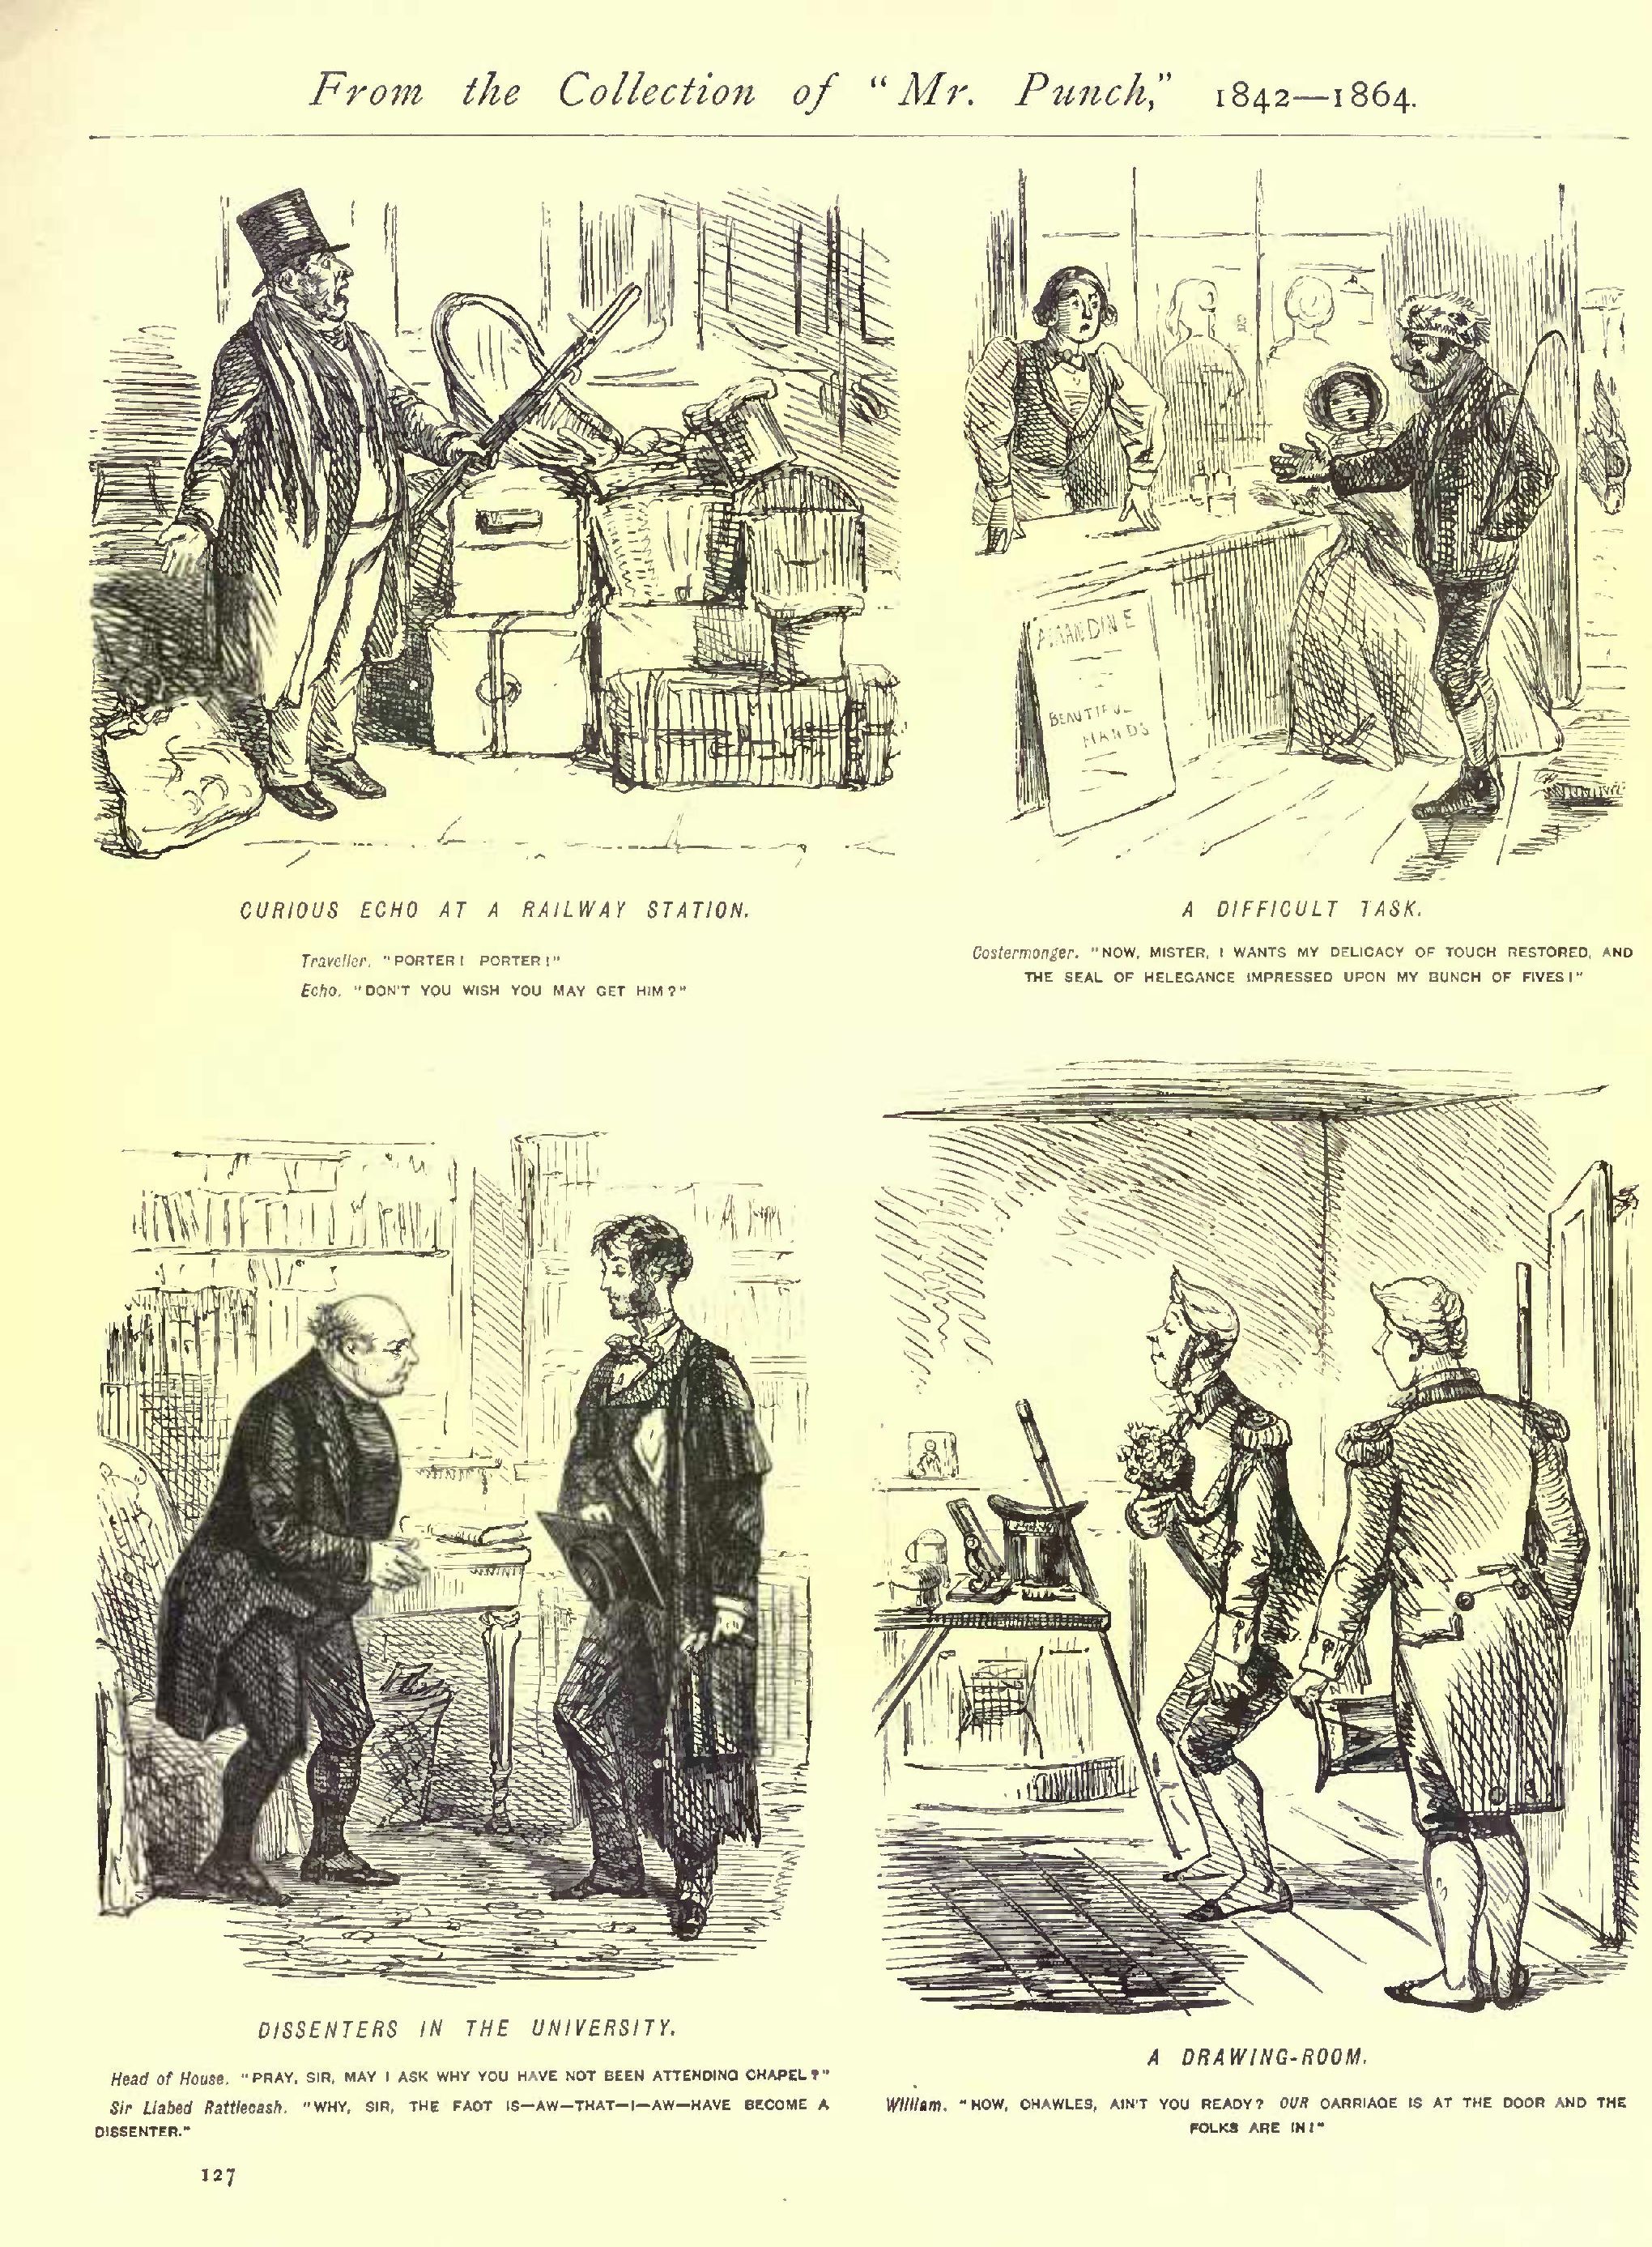 From the Collection of “Mr. Punch,” 1842—1864.
AMANDINE
BEAUTIFUL
HANDS
CURIOUS ECHO AT A RAILWAY STATION.
Traveller. "PORTER! PORTER!"
Echo. "DON'T YOU WISH YOU MAY GET HIM?"
A DIFFICULT TASK.
Costermonger. "NOW, MISTER, I WANTS MY DELICACY OF TOUCH RESTORED, AND
THE SEAL OF HELEGANCE IMPRESSED UPON MY BUNCH OF FIVES!"
DISSENTERS IN THE UNIVERSITY.
Head of House. "PRAY, SIR, MAY I ASK WHY YOU HAVE NOT BEEN ATTENDING CHAPEL?"
Sir Liabed Rattlecash. "WHY, SIR, THE FACT IS—AW—THAT—I—AW—HAVE BECOME A
DISSENTER."
A DRAWING-ROOM.
William. "NOW, CHAWLES, AIN'T YOU READY? OUR CARRIAGE IS AT THE DOOR AND THE
FOLKS ARE IN!"
127